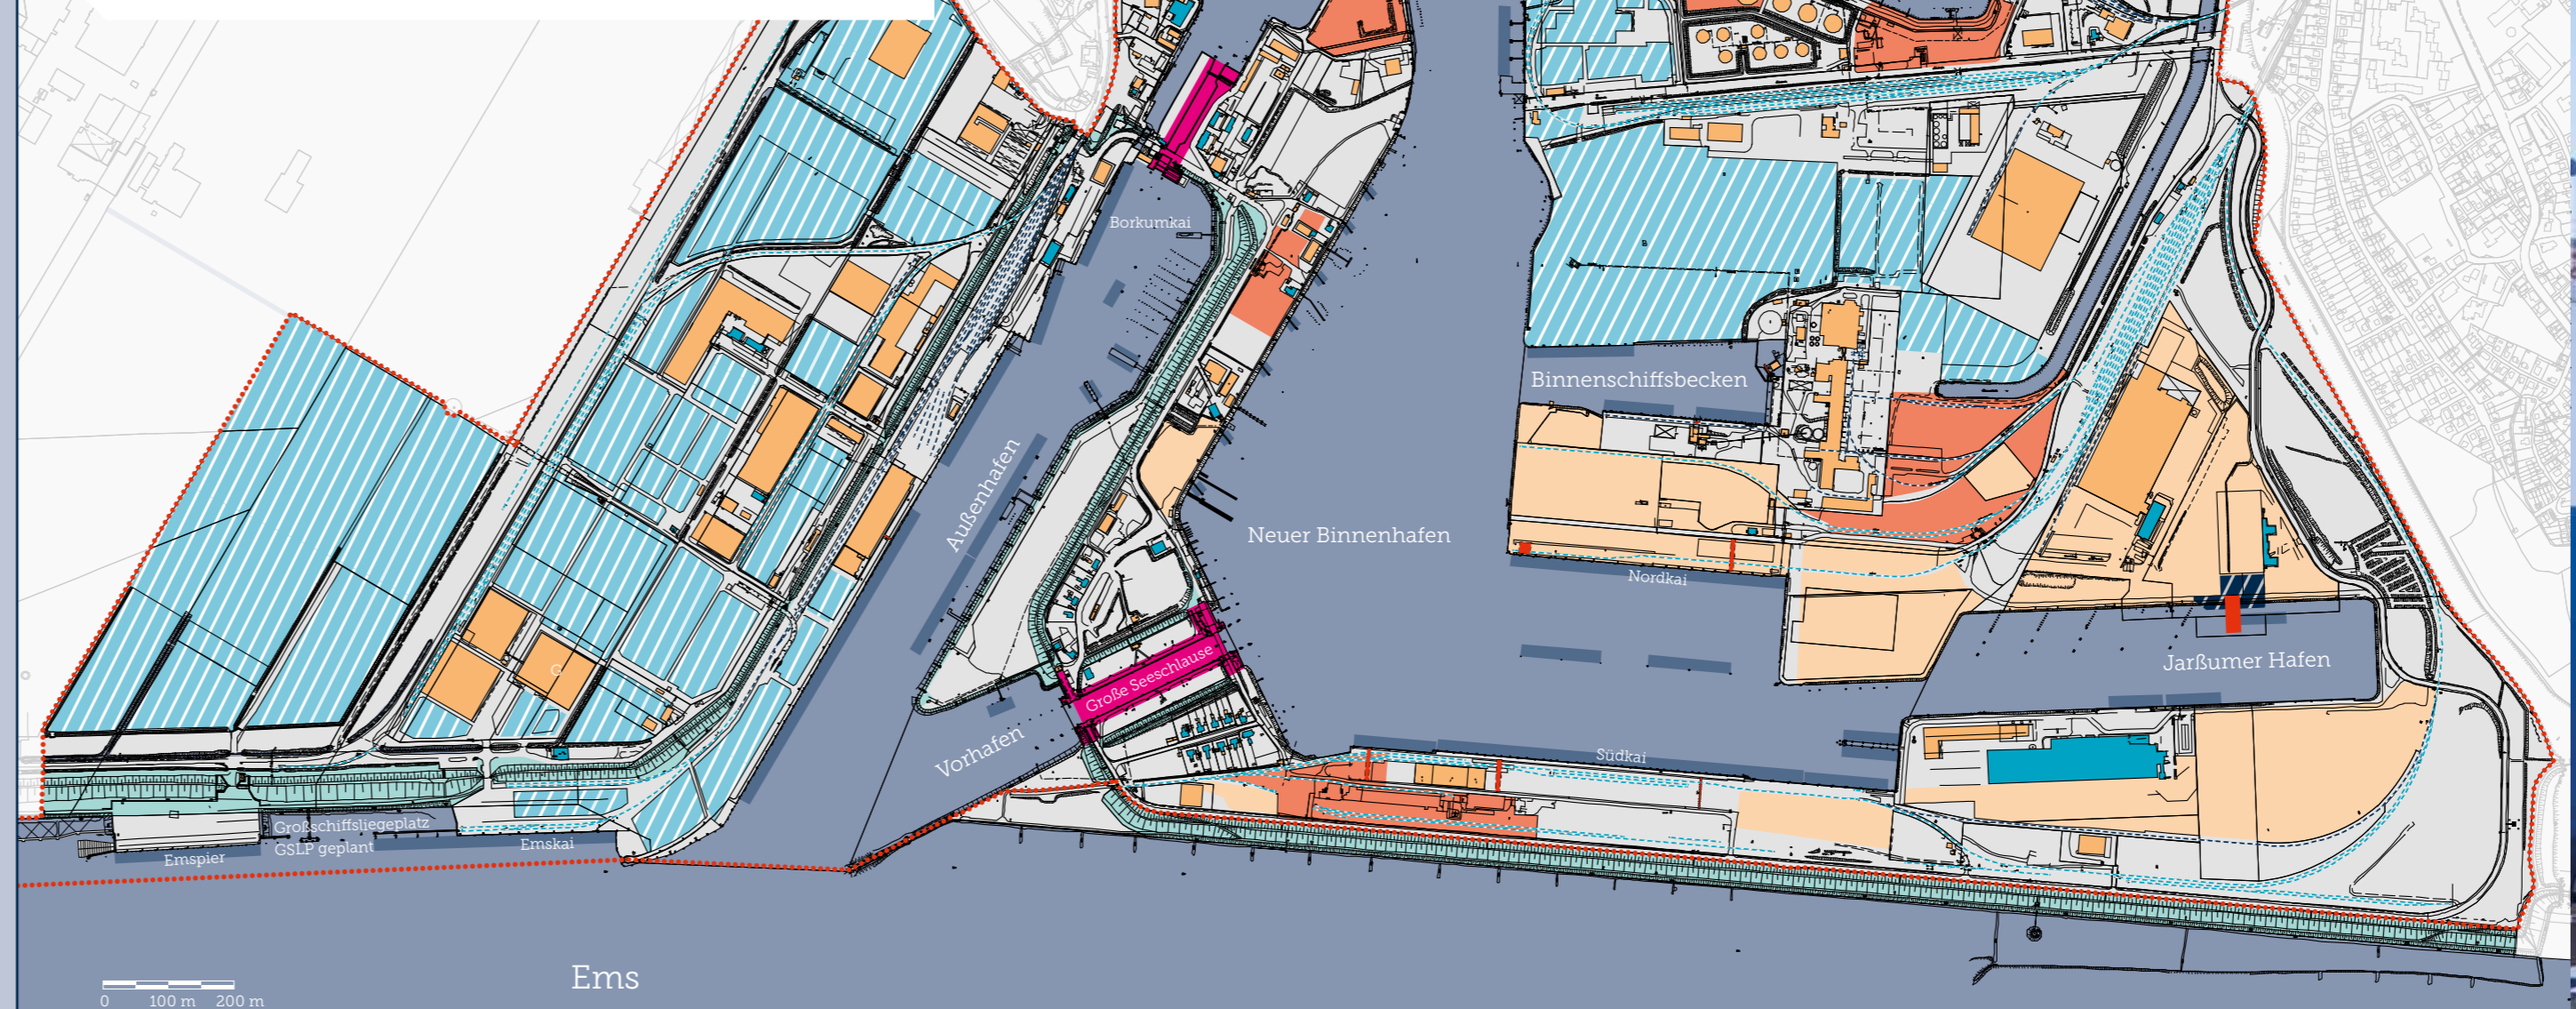 Borkumkai
Binnenschiffsbecken
Außenhafen
Neuer Binnenhafen
Nordkai
Große Seeschlause
Jarßumer Hafen
G
Vorhafen
Südkai
Großschiffsliegeplatz
GSLP geplant
Emskai
Emspier
Ems
0 100 m 200 m